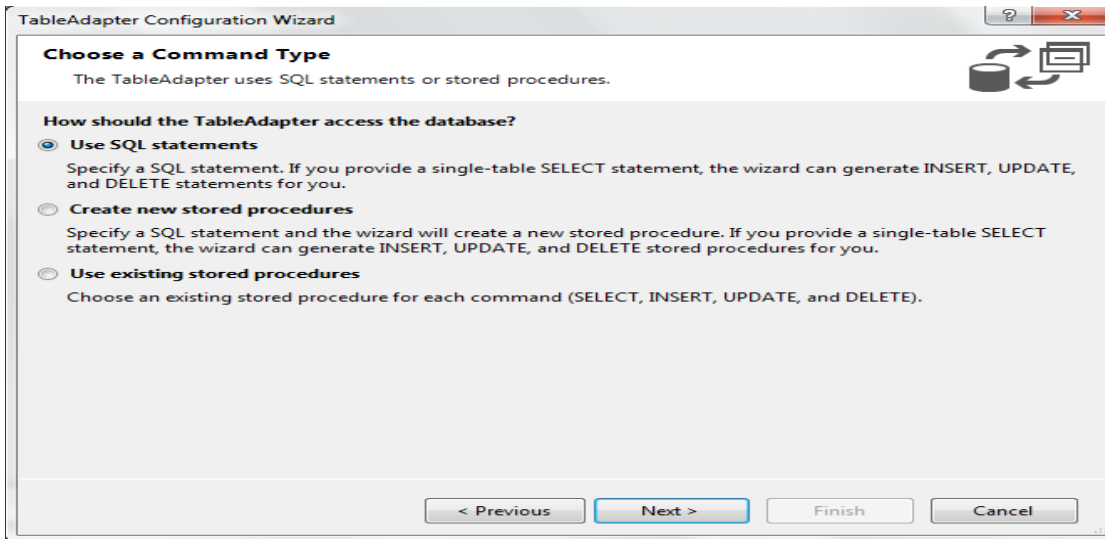 TableAdapter Configuration Wizard
?
Choose a Command Type
The TableAdapter uses SQL statements or stored procedures.
How should the TableAdapter access the database?
Use SQL statements
Specify a SQL statement. If you provide a single-table SELECT statement, the wizard can generate INSERT, UPDATE,
and DELETE statements for you.
Create new stored procedures
Specify a SQL statement and the wizard will create a new stored procedure. If you provide a single-table SELECT
statement, the wizard can generate INSERT, UPDATE, and DELETE stored procedures for you.
Use existing stored procedures
Choose an existing stored procedure for each command (SELECT, INSERT, UPDATE, and DELETE).
< Previous Next > Finish Cancel